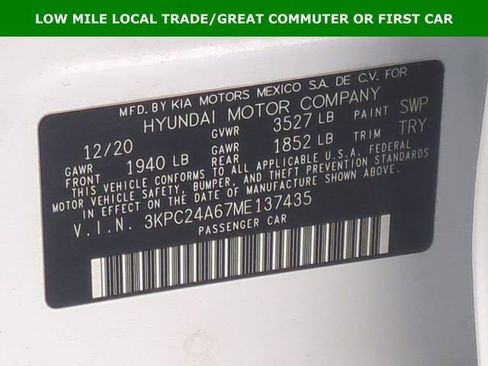 LOW MILE LOCAL TRADE/GREAT COMMUTER OR FIRST CAR
MFD. BY KIA MOTORS MEXICO S.A. DE C.V. FOR
HYUNDAI MOTOR COMPANY
12/20 GVWR 3527 LB PAINT SWP
GAWR FRONT 1940 LB GAWR REAR 1852 LB TRIM TRY
THIS VEHICLE CONFORMS TO ALL APPLICABLE U.S.A. FEDERAL
MOTOR VEHICLE SAFETY, BUMPER, AND THEFT PREVENTION STANDARDS
IN EFFECT ON THE DATE OF MANUFACTURE SHOWN ABOVE.
V.I.N. 3KPC24A67ME137435
PASSENGER CAR